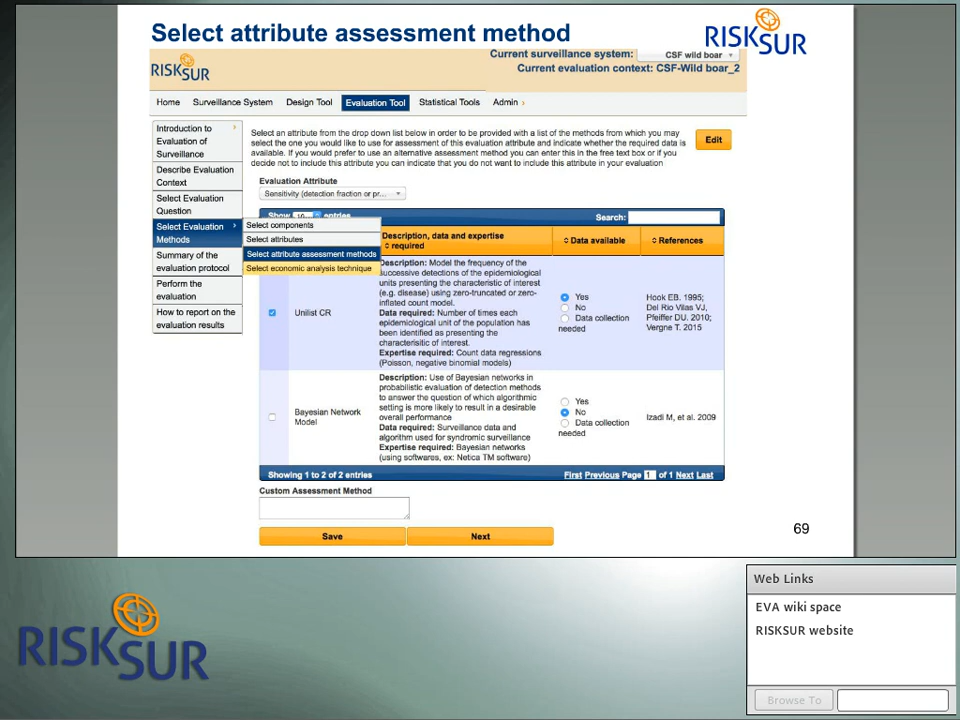 Select attribute assessment method
RISKSUR
RISKSUR
Current surveillance system: CSF wild boar
Current evaluation context: CSF-Wild boar_2
Home Surveillance System Design Tool Evaluation Tool Statistical Tools Admin ›
Introduction to
Evaluation of
Surveillance
Describe Evaluation
Context
Select Evaluation
Question
Select Evaluation
Methods
Summary of the
evaluation protocol
Perform the
evaluation
How to report on the
evaluation results
Select components
Select attributes
Select attribute assessment methods
Select economic analysis technique
Select an attribute from the drop down list below in order to be provided with a list of the methods from which you may
select the one you would like to use for assessment of this evaluation attribute and indicate whether the required data is
available. If you would prefer to use an alternative assessment method you can enter this in the free text box or if you
decide not to include this attribute you can indicate that you do not want to include this attribute in your evaluation
Edit
Evaluation Attribute
Sensitivity (detection fraction or pr...
Show 10 entries
Search:
Description, data and expertise
required
Data available
References
Unilist CR
Description: Model the frequency of the
successive detections of the epidemiological
units presenting the characteristic of interest
(e.g. disease) using zero-truncated or zero-
inflated count model.
Data required: Number of times each
epidemiological unit of the population has
been identified as presenting the
characterisitic of interest.
Expertise required: Count data regressions
(Poisson, negative binomial models)
Yes
No
Data collection
needed
Hook EB. 1995;
Del Rio Vilas VJ,
Pfeiffer DU. 2010;
Vergne T. 2015
Bayesian Network
Model
Description: Use of Bayesian networks in
probabilistic evaluation of detection methods
to answer the question of which algorithmic
setting is more likely to result in a desirable
overall performance
Data required: Surveillance data and
algorithm used for syndromic surveillance
Expertise required: Bayesian networks
(using softwares, ex: Netica TM software)
Yes
No
Data collection
needed
Izadi M, et al. 2009
Showing 1 to 2 of 2 entries
First Previous Page 1 of 1 Next Last
Custom Assessment Method
Save
Next
69
RISKSUR
Web Links
EVA wiki space
RISKSUR website
Browse To